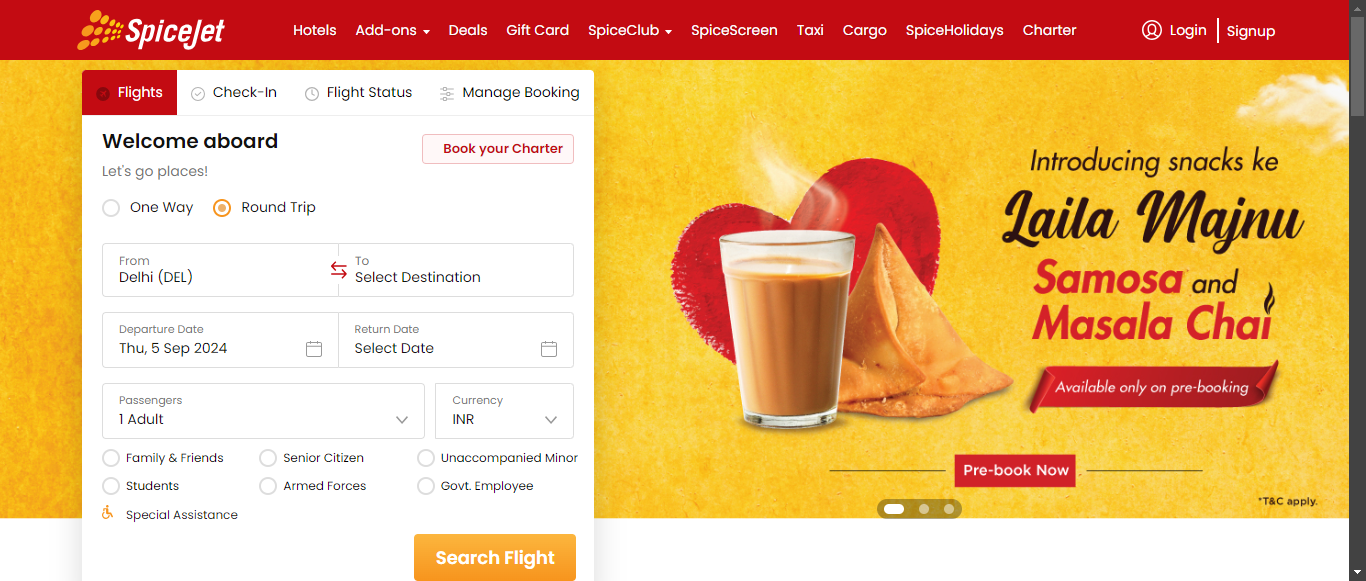 SpiceJet
Hotels Add-ons Deals Gift Card SpiceClub SpiceScreen Taxi Cargo SpiceHolidays Charter Login Signup
Flights Check-In Flight Status Manage Booking
Welcome aboard
Book your Charter
Let's go places!
One Way Round Trip
From To
Delhi (DEL) Select Destination
Departure Date Return Date
Thu, 5 Sep 2024 Select Date
Passengers Currency
1 Adult INR
Family & Friends Senior Citizen Unaccompanied Minor
Students Armed Forces Govt. Employee
Special Assistance
Search Flight
Introducing snacks ke
Laila Majnu
Samosa and
Masala Chai
Available only on pre-booking
Pre-book Now
*T&C apply.